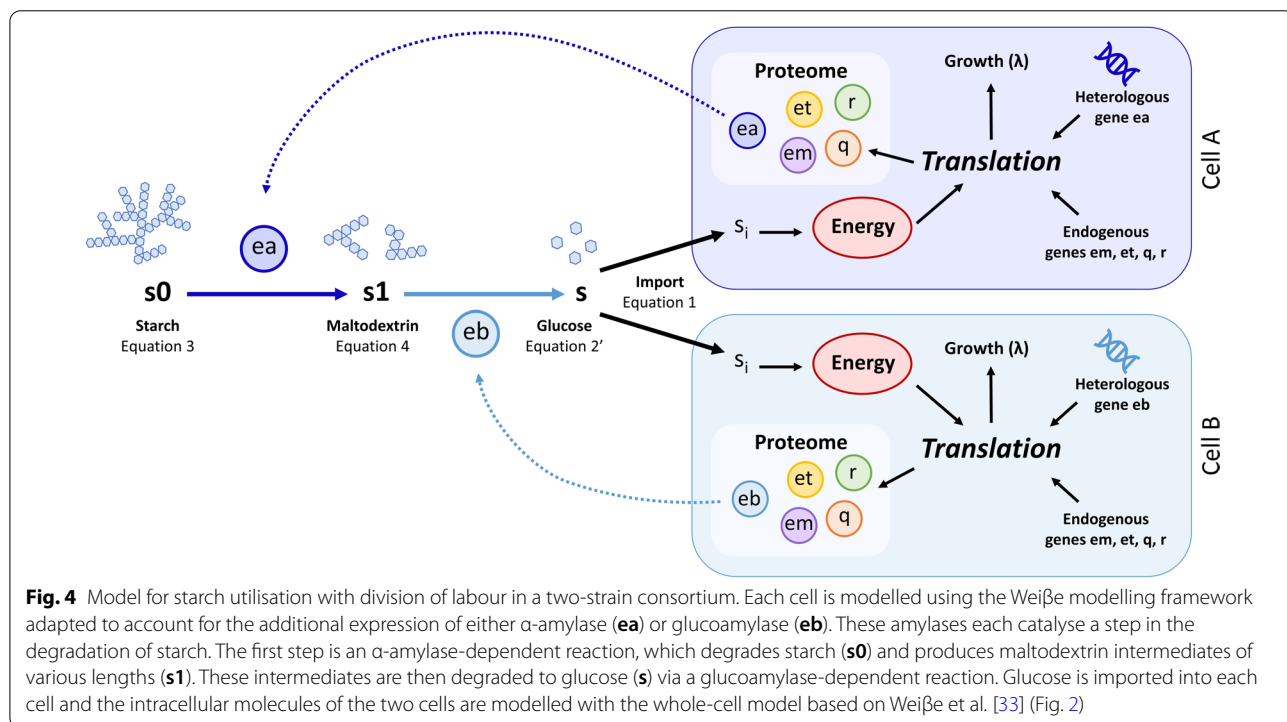 Proteome
ea
et
r
em
q
Growth (λ)
Heterologous
gene ea
Translation
Endogenous
genes em, et, q, r
si
Energy
Cell A
ea
s0
Starch
Equation 3
s1
Maltodextrin
Equation 4
eb
s
Glucose
Equation 2′
Import
Equation 1
si
Energy
Growth (λ)
Heterologous
gene eb
Translation
Endogenous
genes em, et, q, r
Proteome
eb
et
r
em
q
Cell B
Fig. 4 Model for starch utilisation with division of labour in a two-strain consortium. Each cell is modelled using the Weiβe modelling framework
adapted to account for the additional expression of either α-amylase (ea) or glucoamylase (eb). These amylases each catalyse a step in the
degradation of starch. The first step is an α-amylase-dependent reaction, which degrades starch (s0) and produces maltodextrin intermediates of
various lengths (s1). These intermediates are then degraded to glucose (s) via a glucoamylase-dependent reaction. Glucose is imported into each
cell and the intracellular molecules of the two cells are modelled with the whole-cell model based on Weiβe et al. [33] (Fig. 2)